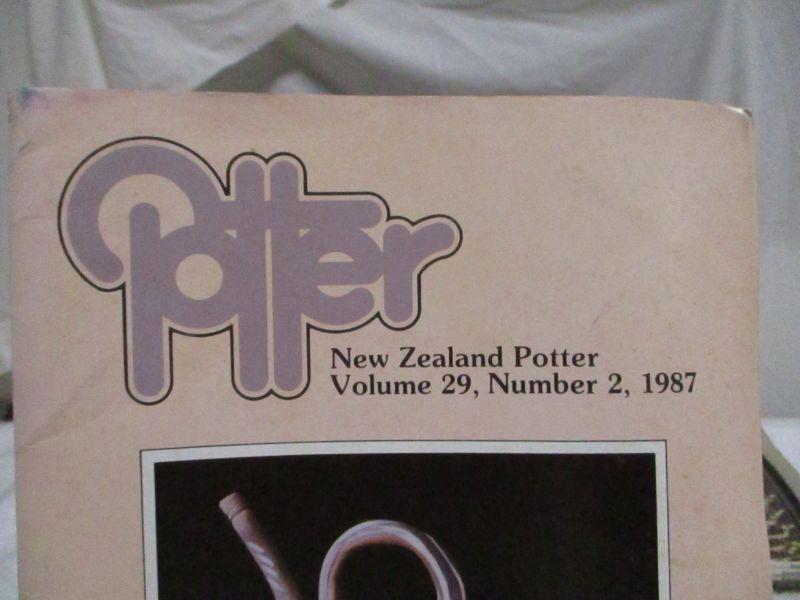 Potter
New Zealand Potter
Volume 29, Number 2, 1987